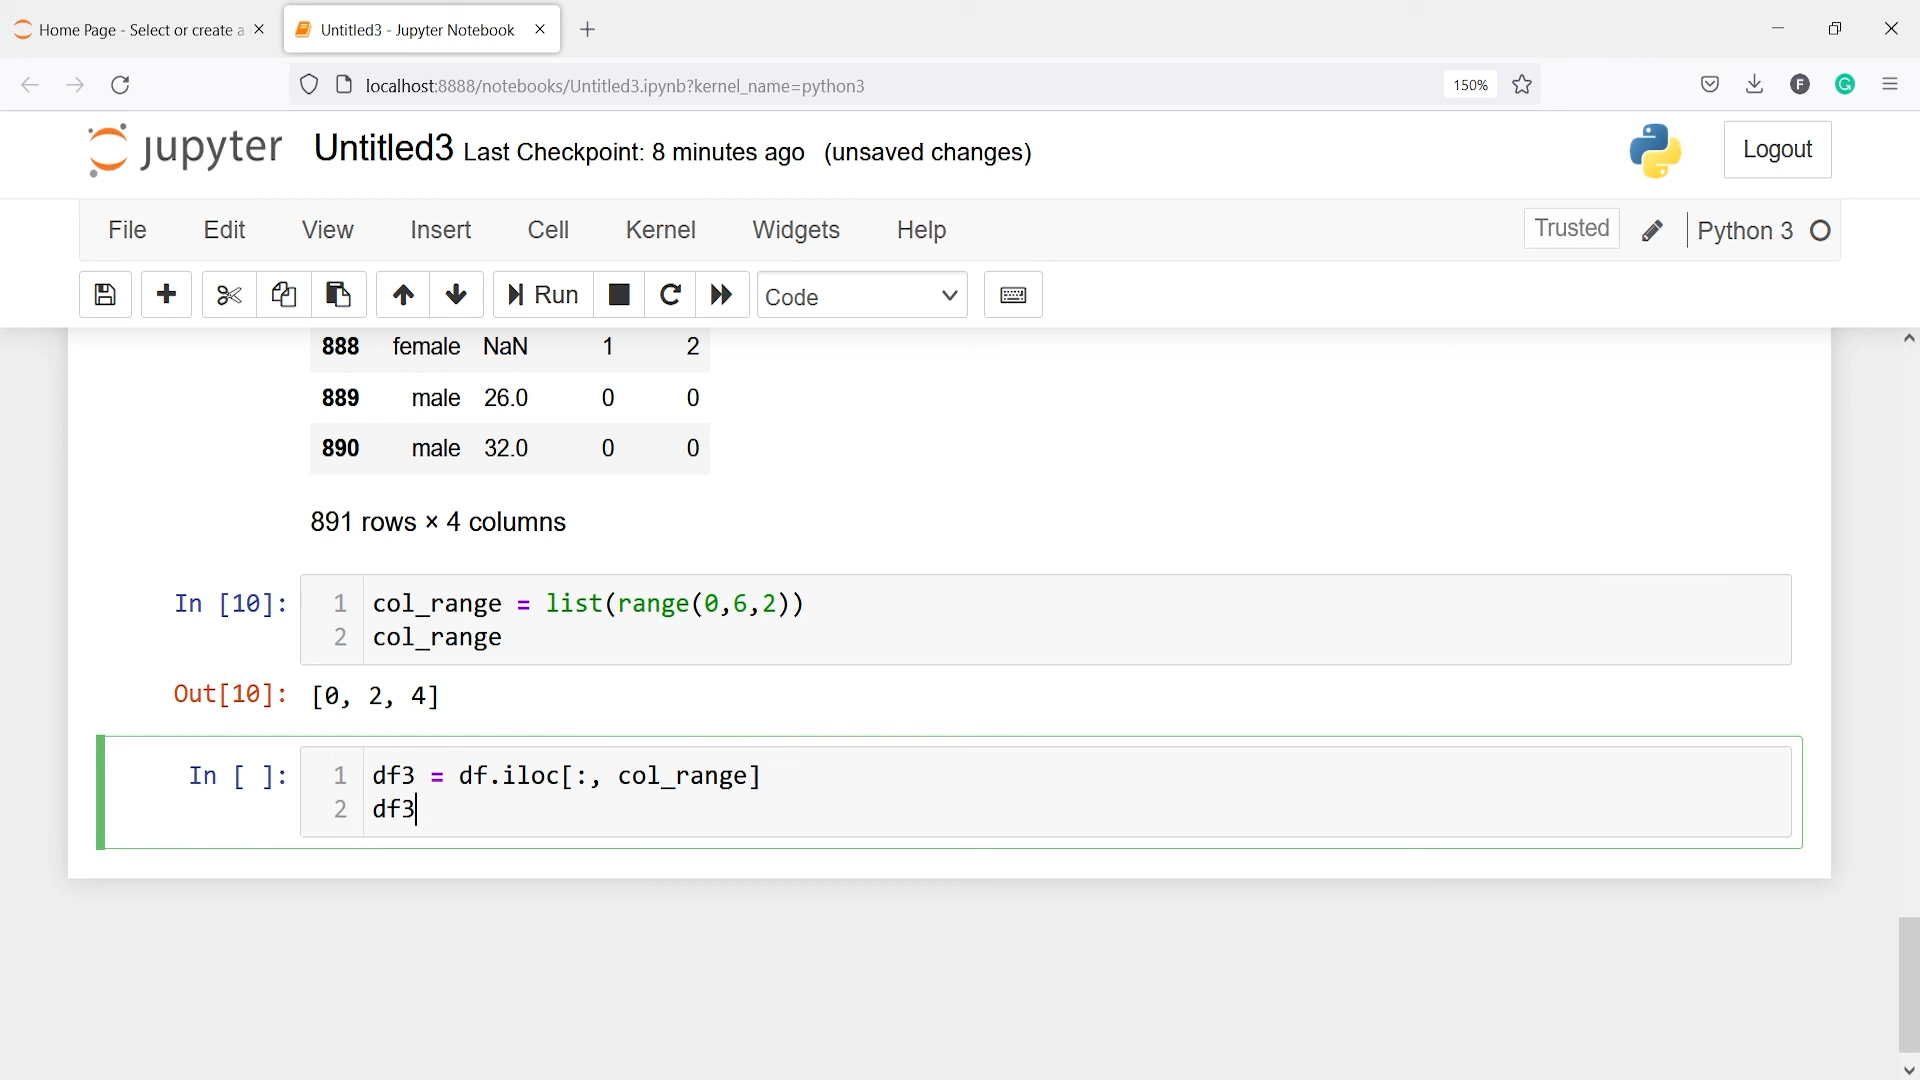 Home Page - Select or create a
Untitled3 - Jupyter Notebook
localhost:8888/notebooks/Untitled3.ipynb?kernel_name=python3
150%
F
G
jupyter Untitled3 Last Checkpoint: 8 minutes ago (unsaved changes)
Logout
File Edit View Insert Cell Kernel Widgets Help
Trusted
Python 3
Run
Code
888 female NaN 1 2
889 male 26.0 0 0
890 male 32.0 0 0
891 rows × 4 columns
In [10]: 1 col_range = list(range(0,6,2))
2 col_range
Out[10]: [0, 2, 4]
In [ ]: 1 df3 = df.iloc[:, col_range]
2 df3